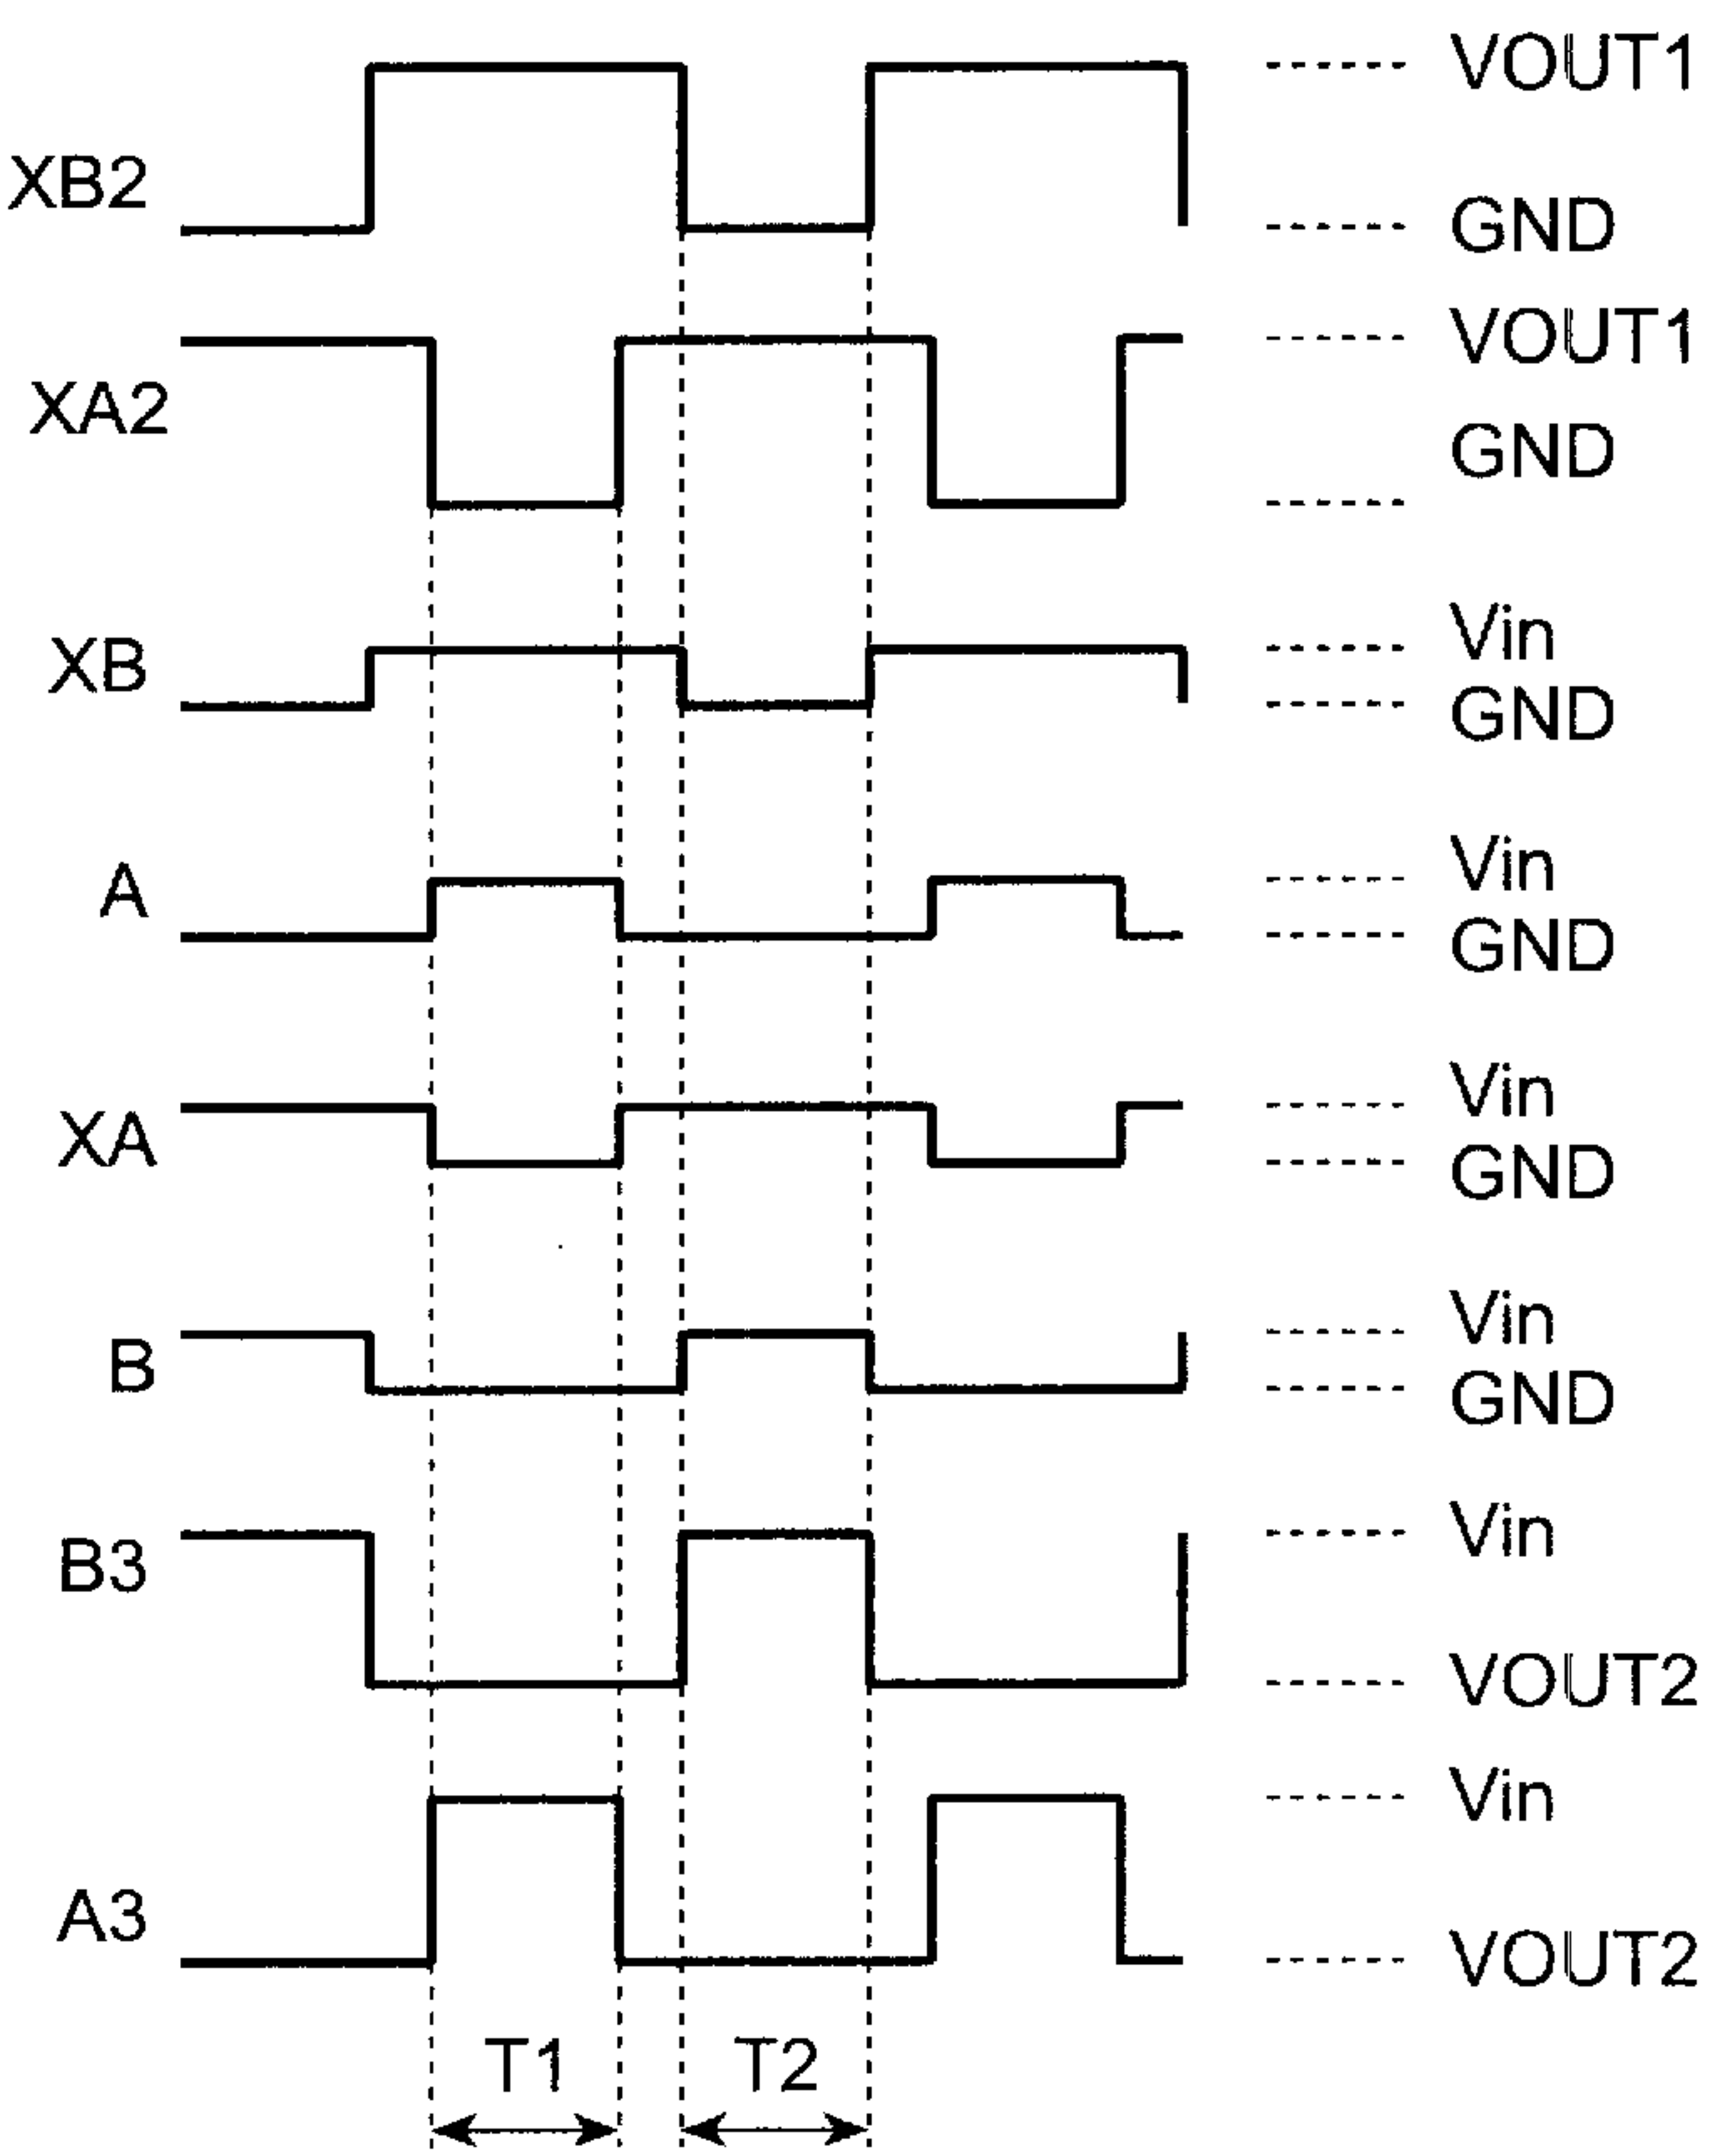 VOUT1
XB2
GND
VOUT1
XA2
GND
Vin
XB
GND
Vin
A
GND
Vin
XA
GND
Vin
B
GND
Vin
B3
VOUT2
Vin
A3
VOUT2
T1 T2